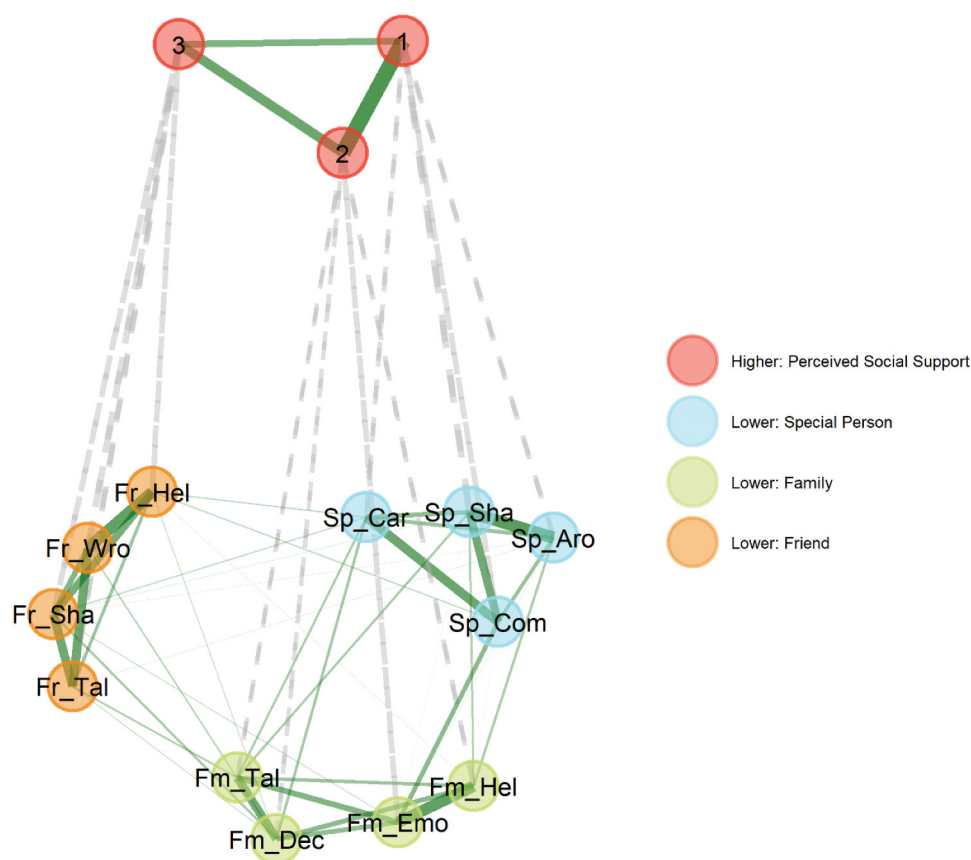 3
1
2
Higher: Perceived Social Support
Lower: Special Person
Lower: Family
Lower: Friend
Fr_Hel
Sp_Car
Sp_Sha
Sp_Aro
Fr_Wro
Fr_Sha
Sp_Com
Fr_Tal
Fm_Tal
Fm_Hel
Fm_Emo
Fm_Dec